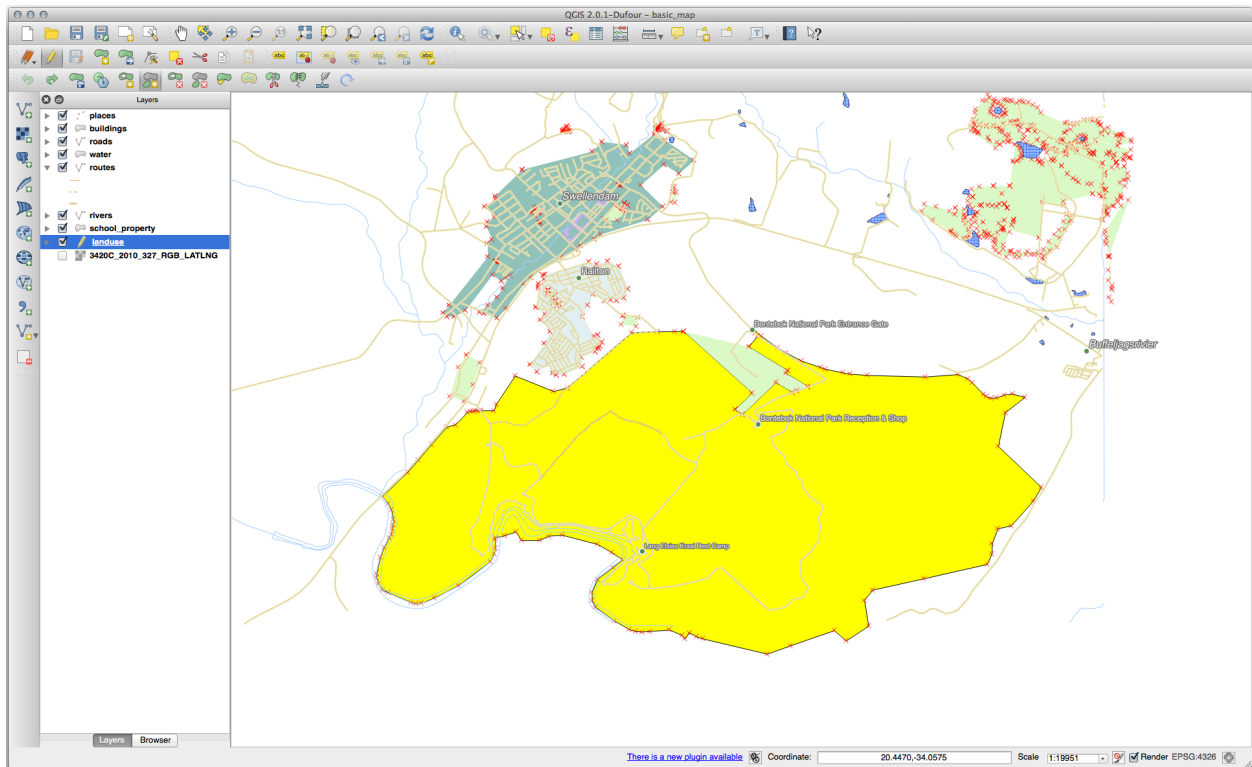 QGIS 2.0.1-Dufour - basic_map
Layers
places
buildings
roads
water
routes
rivers
school_property
landuse
3420C_2010_327_RGB_LATLNG
Swellendam
Railton
Bontebok National Park Entrance Gate
Buffeljagsrivier
Bontebok National Park Reception & Shop
Lang Elsies Kraal Rest Camp
Layers Browser
There is a new plugin available Coordinate: 20.4470,-34.0575 Scale 1:19951 Render EPSG:4326